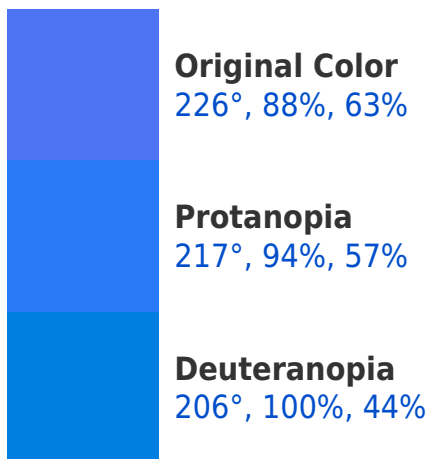 Original Color
226°, 88%, 63%
Protanopia
217°, 94%, 57%
Deuteranopia
206°, 100%, 44%